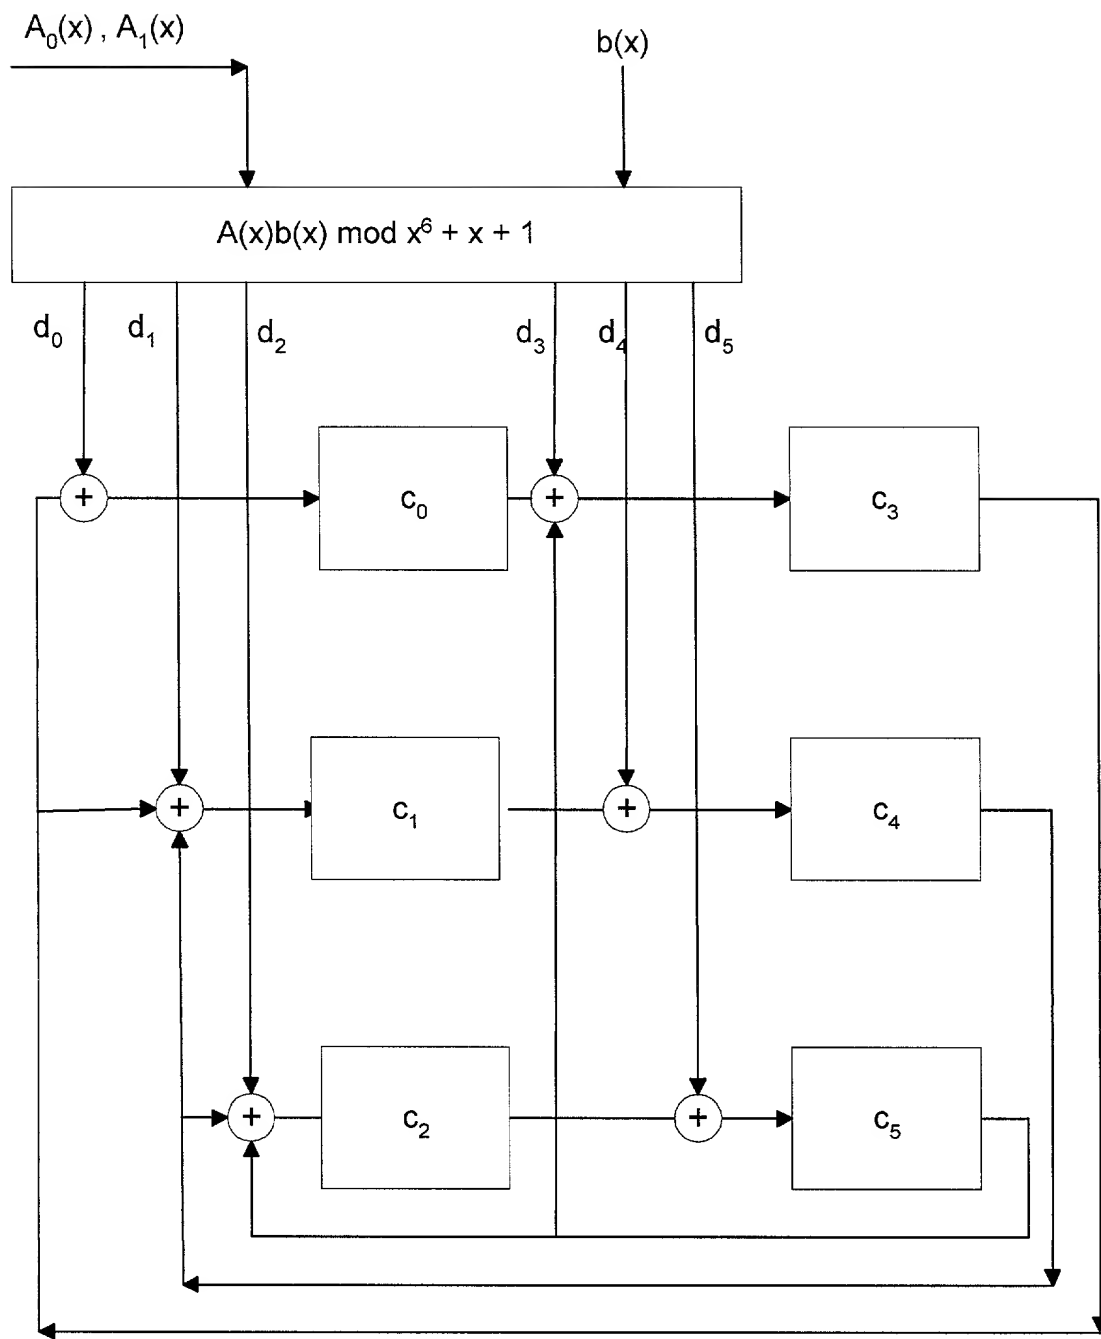 A₀(x) , A₁(x)
b(x)
A(x)b(x) mod x⁶ + x + 1
d₀ d₁ d₂ d₃ d₄ d₅
+ c₀ + c₃
+ c₁ + c₄
+ c₂ + c₅